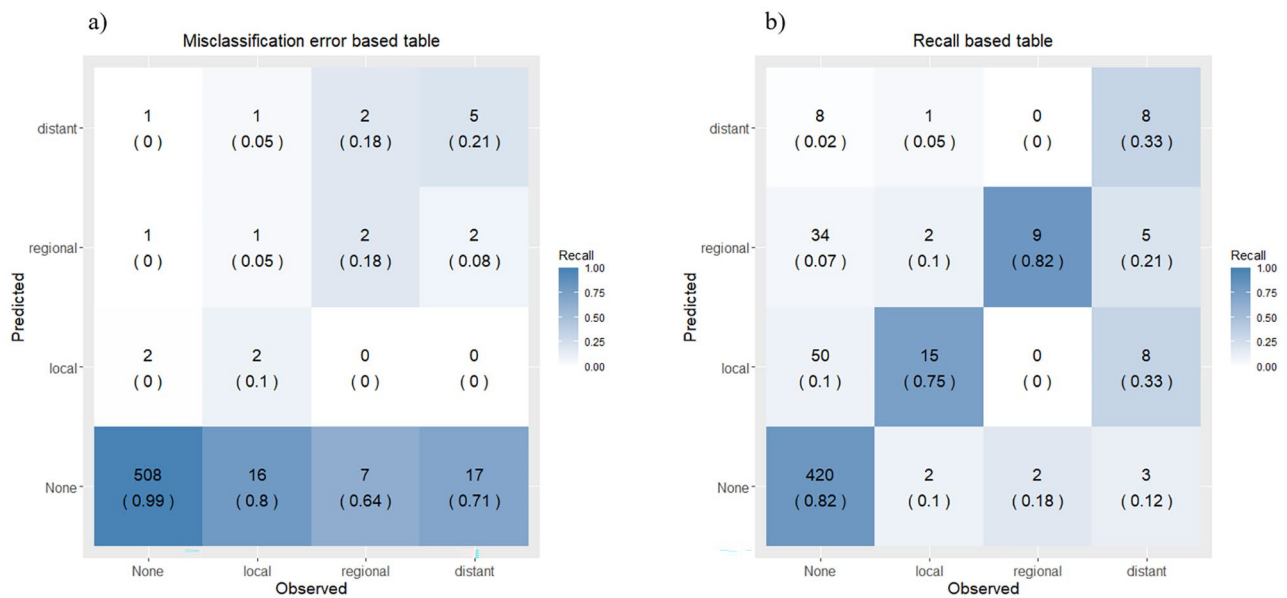 a)
Misclassification error based table
distant
1
1
2
5
( 0 )
( 0.05 )
( 0.18 )
( 0.21 )
regional
1
1
2
2
( 0 )
( 0.05 )
( 0.18 )
( 0.08 )
local
2
2
0
0
( 0 )
( 0.1 )
( 0 )
( 0 )
None
508
16
7
17
( 0.99 )
( 0.8 )
( 0.64 )
( 0.71 )
None
local
regional
distant
Observed
Predicted
Recall
1.00
0.75
0.50
0.25
0.00
b)
Recall based table
distant
8
1
0
8
( 0.02 )
( 0.05 )
( 0 )
( 0.33 )
regional
34
2
9
5
( 0.07 )
( 0.1 )
( 0.82 )
( 0.21 )
local
50
15
0
8
( 0.1 )
( 0.75 )
( 0 )
( 0.33 )
None
420
2
2
3
( 0.82 )
( 0.1 )
( 0.18 )
( 0.12 )
None
local
regional
distant
Observed
Predicted
Recall
1.00
0.75
0.50
0.25
0.00